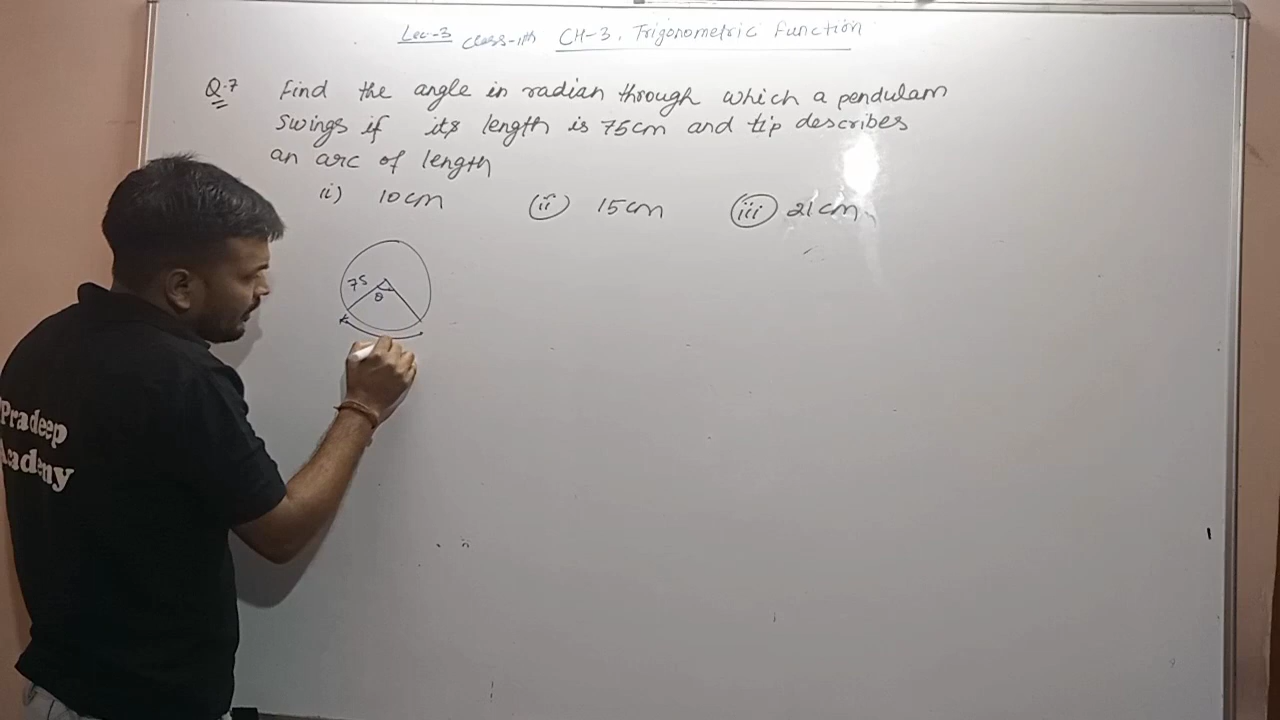 Lec-3 Class-11th CH-3. Trigonometric Function
Q.7 Find the angle in radian through which a pendulam
swings if its length is 75cm and tip describes
an arc of length
(i) 10cm (ii) 15cm (iii) 21cm
75
θ
Pradeep
Academy